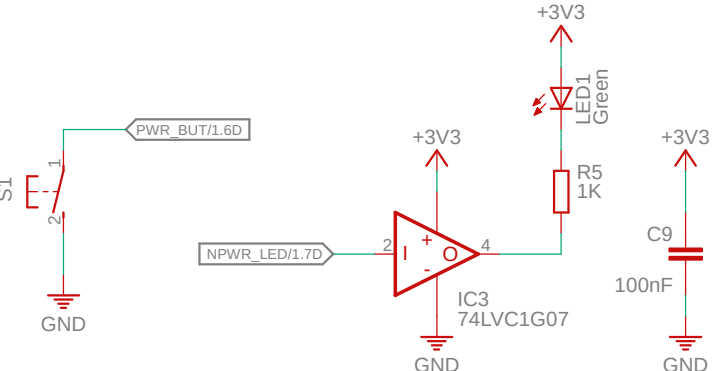 +3V3
LED1
Green
PWR_BUT/1.6D
+3V3
+3V3
1
R5
1K
S1
2
NPWR_LED/1.7D
2
I
+
-
O
4
C9
100nF
IC3
74LVC1G07
GND
GND
GND